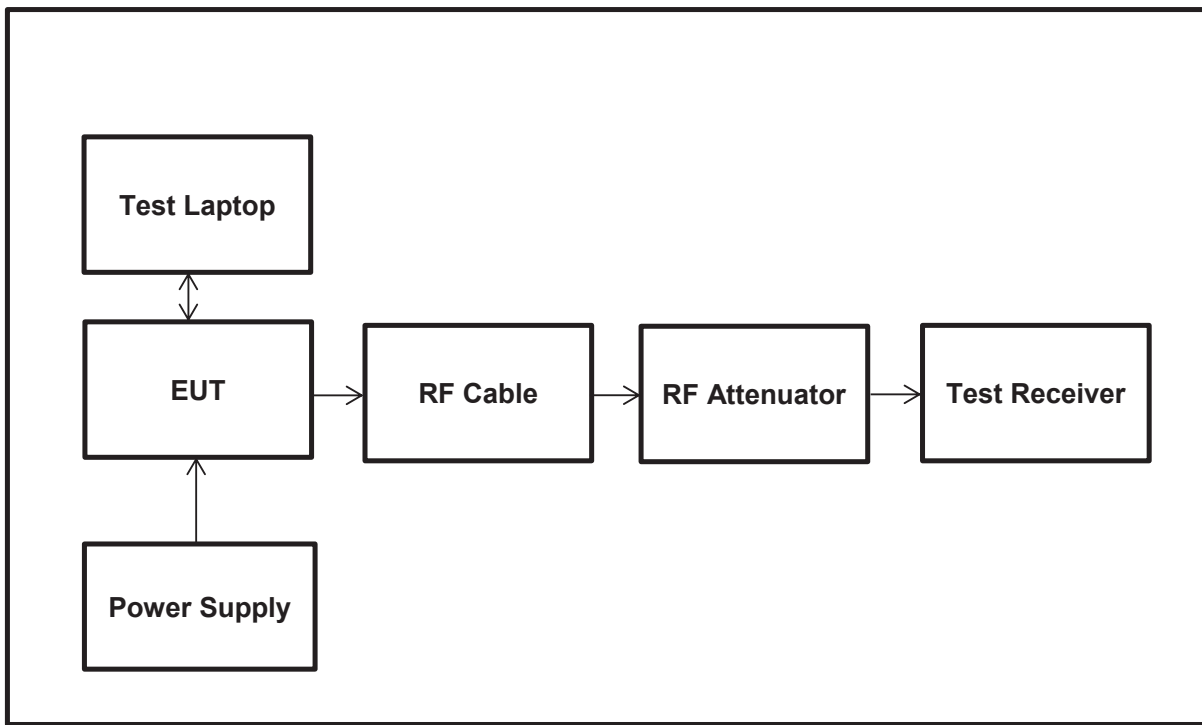 Test Laptop
EUT
RF Cable
RF Attenuator
Test Receiver
Power Supply